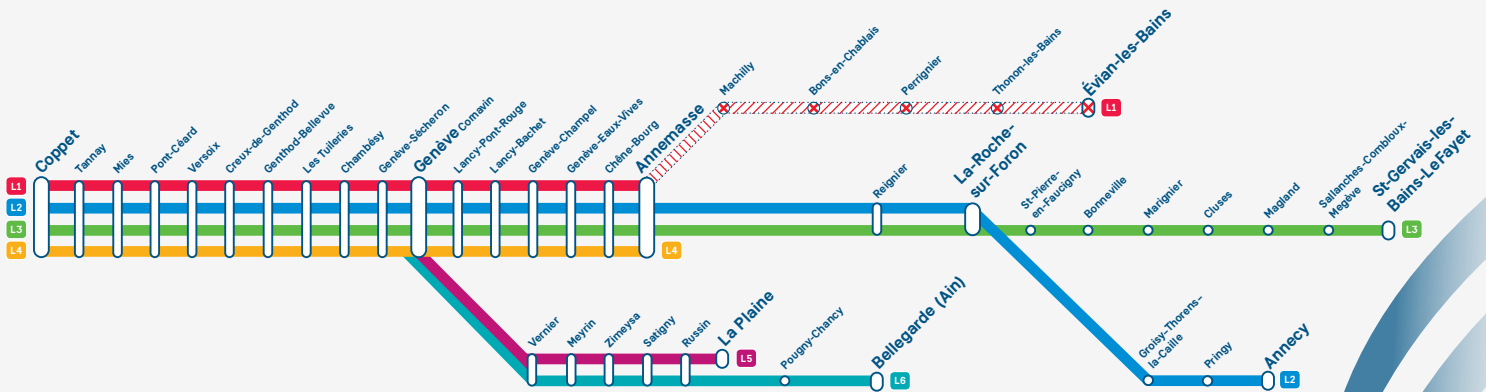 Coppet
Tannay
Mies
Pont-Céard
Versoix
Creux-de-Genthod
Genthod-Bellevue
Les Tuileries
Chambésy
Genève-Sécheron
Genève Cornavin
Lancy-Pont-Rouge
Lancy-Bachet
Genève-Champel
Genève-Eaux-Vives
Chêne-Bourg
Annemasse
Machilly
Bons-en-Chablais
Perrignier
Thonon-les-Bains
Évian-les-Bains
L1
L1
L2
L3
L4
L4
Reignier
La-Roche-
sur-Foron
St-Pierre-
en-Faucigny
Bonneville
Marignier
Cluses
Magland
Sallanches-Combloux-
Megève
St-Gervais-les-
Bains-LeFayet
L3
Vernier
Meyrin
Zimeysa
Satigny
Russin
La Plaine
L5
Pougny-Chancy
Bellegarde (Ain)
L6
Groisy-Thorens-
la-Caille
Pringy
Annecy
L2